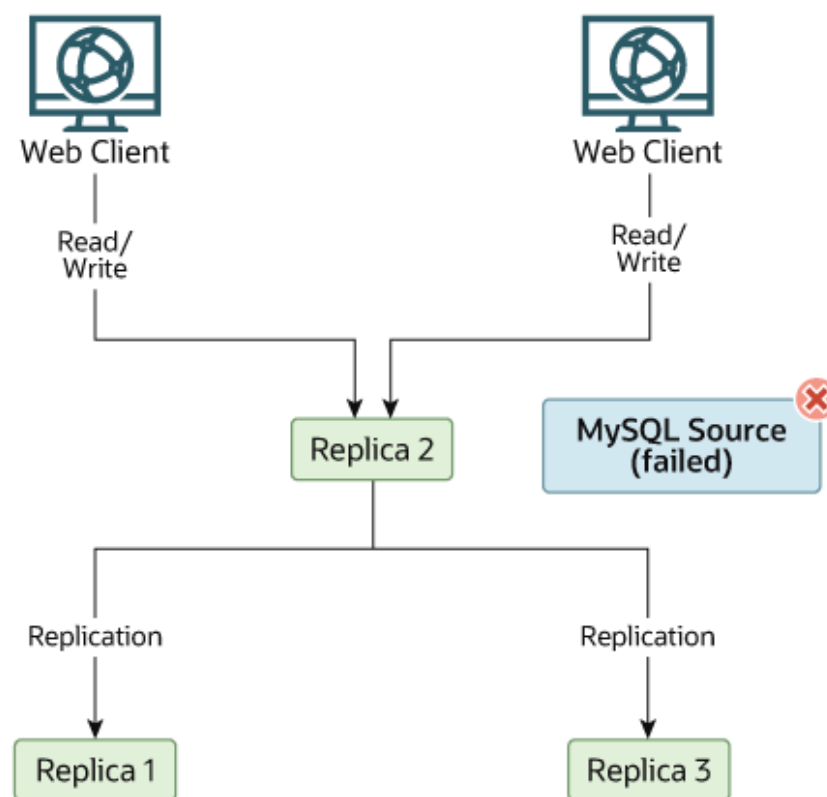 Web Client
Web Client
Read/
Write
Read/
Write
Replica 2
MySQL Source
(failed)
Replication
Replication
Replica 1
Replica 3